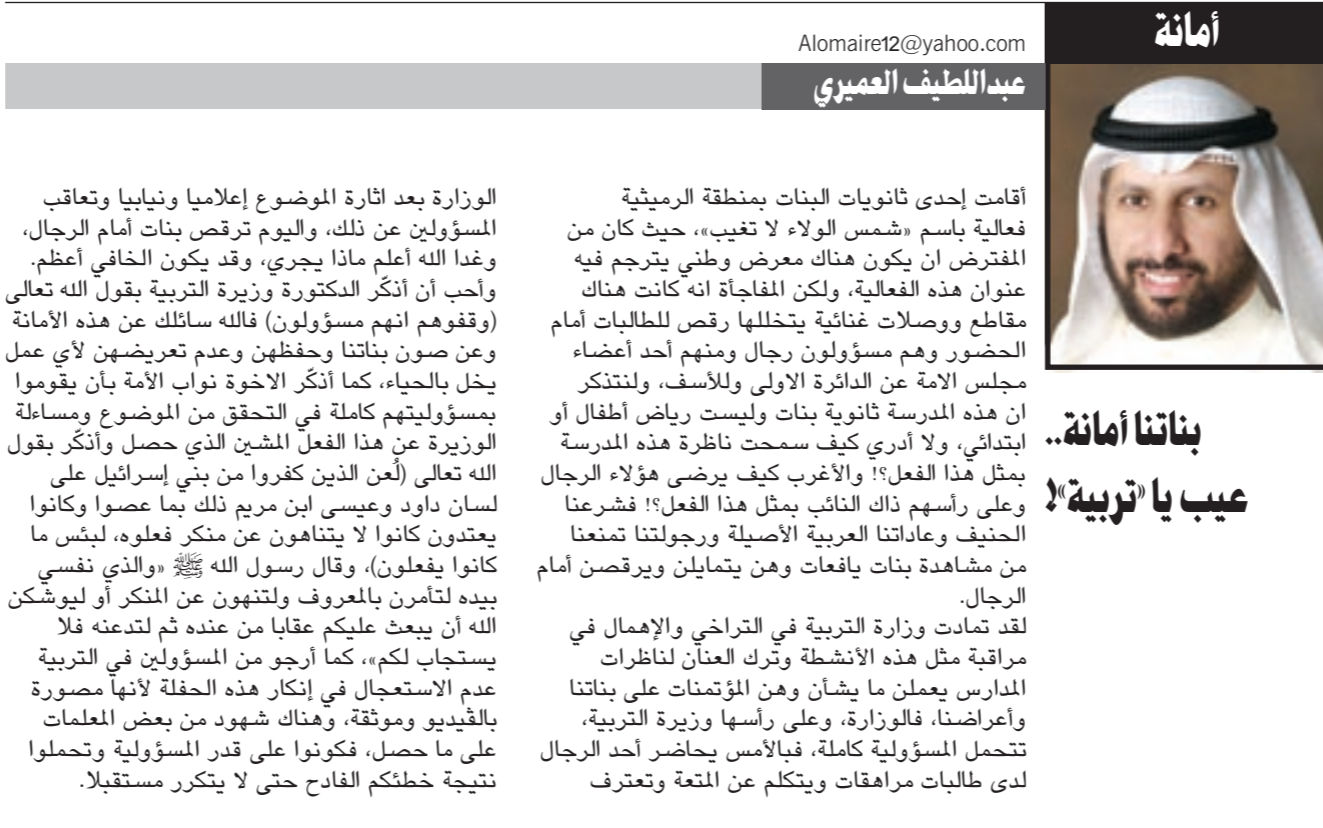 أمانة
Alomaire12@yahoo.com
عبداللطيف العميري
بناتنا أمانة..
عيب يا «تربية»!
أقامت إحدى ثانويات البنات بمنطقة الرميثية
فعالية باسم «شمس الولاء لا تغيب»، حيث كان من
المفترض ان يكون هناك معرض وطني يترجم فيه
عنوان هذه الفعالية، ولكن المفاجأة انه كانت هناك
مقاطع ووصلات غنائية يتخللها رقص للطالبات أمام
الحضور وهم مسؤولون رجال ومنهم أحد أعضاء
مجلس الامة عن الدائرة الاولى وللأسف، ولنتذكر
ان هذه المدرسة ثانوية بنات وليست رياض أطفال أو
ابتدائي، ولا أدري كيف سمحت ناظرة هذه المدرسة
بمثل هذا الفعل؟! والأغرب كيف يرضى هؤلاء الرجال
وعلى رأسهم ذاك النائب بمثل هذا الفعل؟! فشرعنا
الحنيف وعاداتنا العربية الأصيلة ورجولتنا تمنعنا
من مشاهدة بنات يافعات وهن يتمايلن ويرقصن أمام
الرجال.
لقد تمادت وزارة التربية في التراخي والإهمال في
مراقبة مثل هذه الأنشطة وترك العنان لناظرات
المدارس يعملن ما يشأن وهن المؤتمنات على بناتنا
وأعراضنا، فالوزارة، وعلى رأسها وزيرة التربية،
تتحمل المسؤولية كاملة، فبالأمس يحاضر أحد الرجال
لدى طالبات مراهقات ويتكلم عن المتعة وتعترف
الوزارة بعد اثارة الموضوع إعلاميا ونيابيا وتعاقب
المسؤولين عن ذلك، واليوم ترقص بنات أمام الرجال،
وغدا الله أعلم ماذا يجري، وقد يكون الخافي أعظم.
وأحب أن أذكّر الدكتورة وزيرة التربية بقول الله تعالى
(وقفوهم انهم مسؤولون) فالله سائلك عن هذه الأمانة
وعن صون بناتنا وحفظهن وعدم تعريضهن لأي عمل
يخل بالحياء، كما أذكّر الاخوة نواب الأمة بأن يقوموا
بمسؤوليتهم كاملة في التحقق من الموضوع ومساءلة
الوزيرة عن هذا الفعل المشين الذي حصل وأذكّر بقول
الله تعالى (لُعن الذين كفروا من بني إسرائيل على
لسان داود وعيسى ابن مريم ذلك بما عصوا وكانوا
يعتدون كانوا لا يتناهون عن منكر فعلوه، لبئس ما
كانوا يفعلون)، وقال رسول الله ﷺ «والذي نفسي
بيده لتأمرن بالمعروف ولتنهون عن المنكر أو ليوشكن
الله أن يبعث عليكم عقابا من عنده ثم لتدعنه فلا
يستجاب لكم»، كما أرجو من المسؤولين في التربية
عدم الاستعجال في إنكار هذه الحفلة لأنها مصورة
بالڤيديو وموثقة، وهناك شهود من بعض المعلمات
على ما حصل، فكونوا على قدر المسؤولية وتحملوا
نتيجة خطئكم الفادح حتى لا يتكرر مستقبلا.